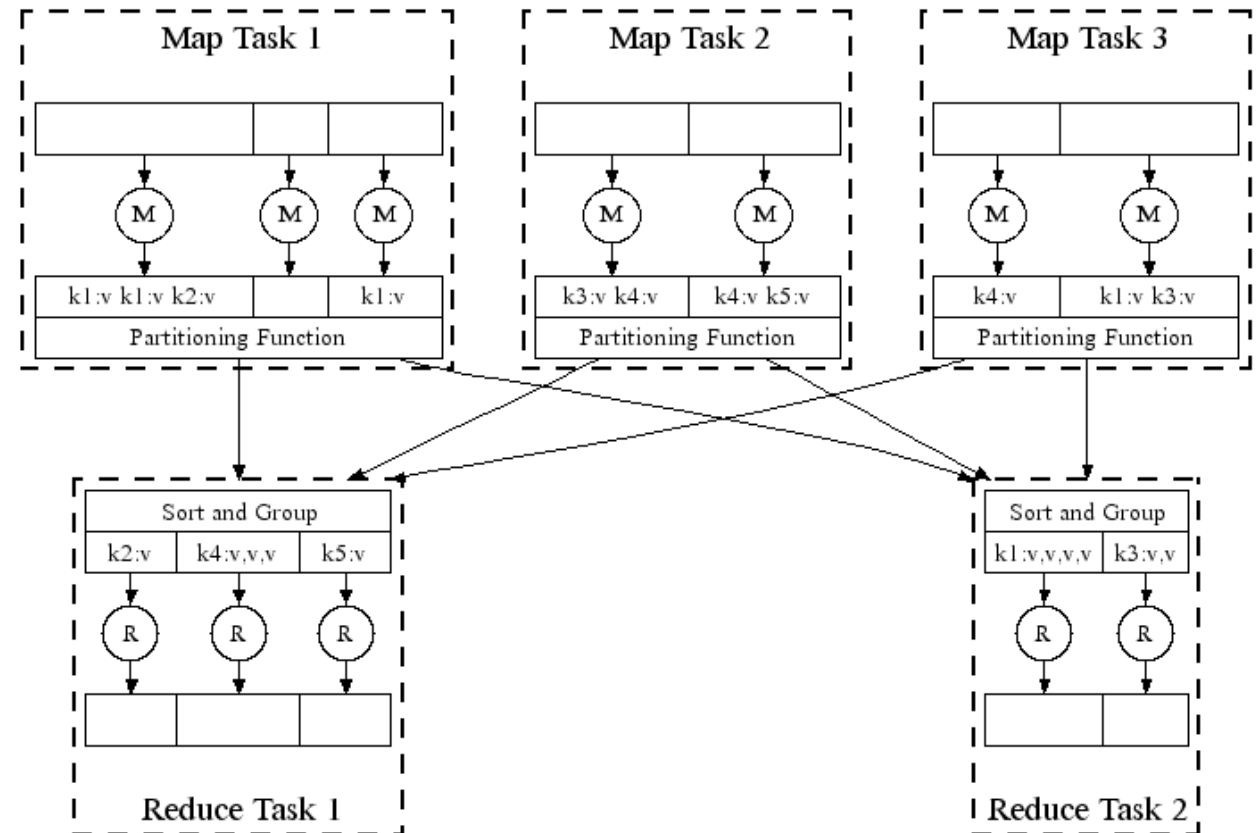 Map Task 1
Map Task 2
Map Task 3
M
M
M
M
M
M
M
k1:v k1:v k2:v
k1:v
k3:v k4:v
k4:v k5:v
k4:v
k1:v k3:v
Partitioning Function
Partitioning Function
Partitioning Function
Sort and Group
Sort and Group
k2:v
k4:v,v,v
k5:v
k1:v,v,v,v
k3:v,v
R
R
R
R
R
Reduce Task 1
Reduce Task 2